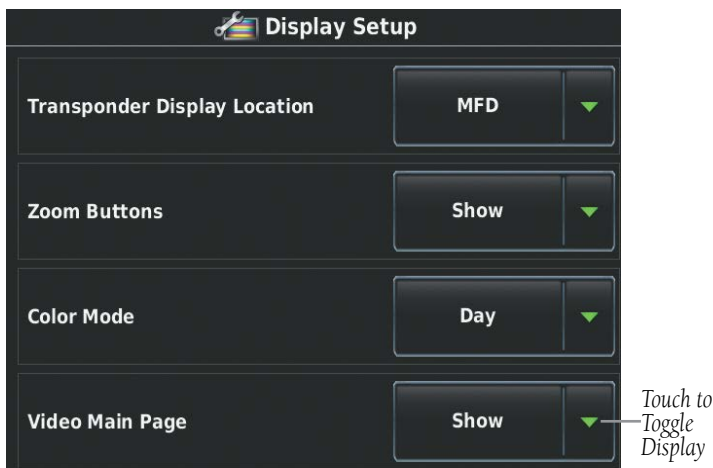 Display Setup
Transponder Display Location MFD
Zoom Buttons Show
Color Mode Day
Video Main Page Show
Touch to
Toggle
Display